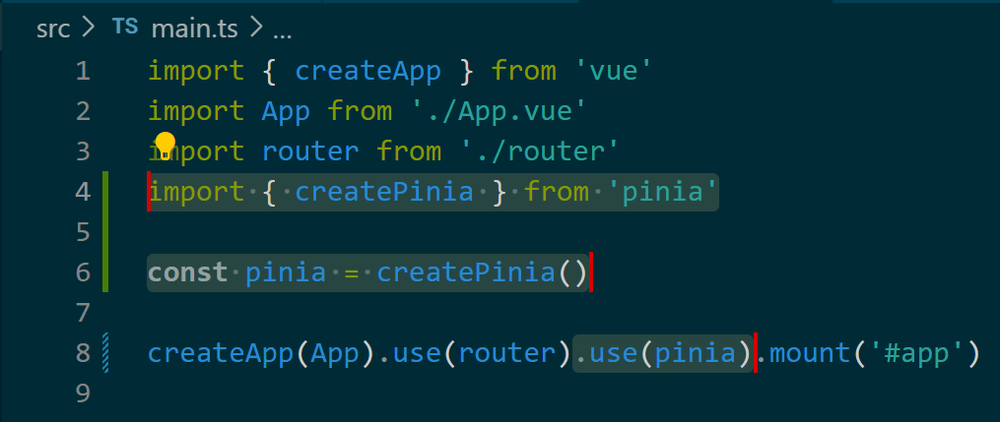 src > TS main.ts > ...
1 import { createApp } from 'vue'
2 import App from './App.vue'
3 import router from './router'
4 import { createPinia } from 'pinia'
5
6 const pinia = createPinia()
7
8 createApp(App).use(router).use(pinia).mount('#app')
9